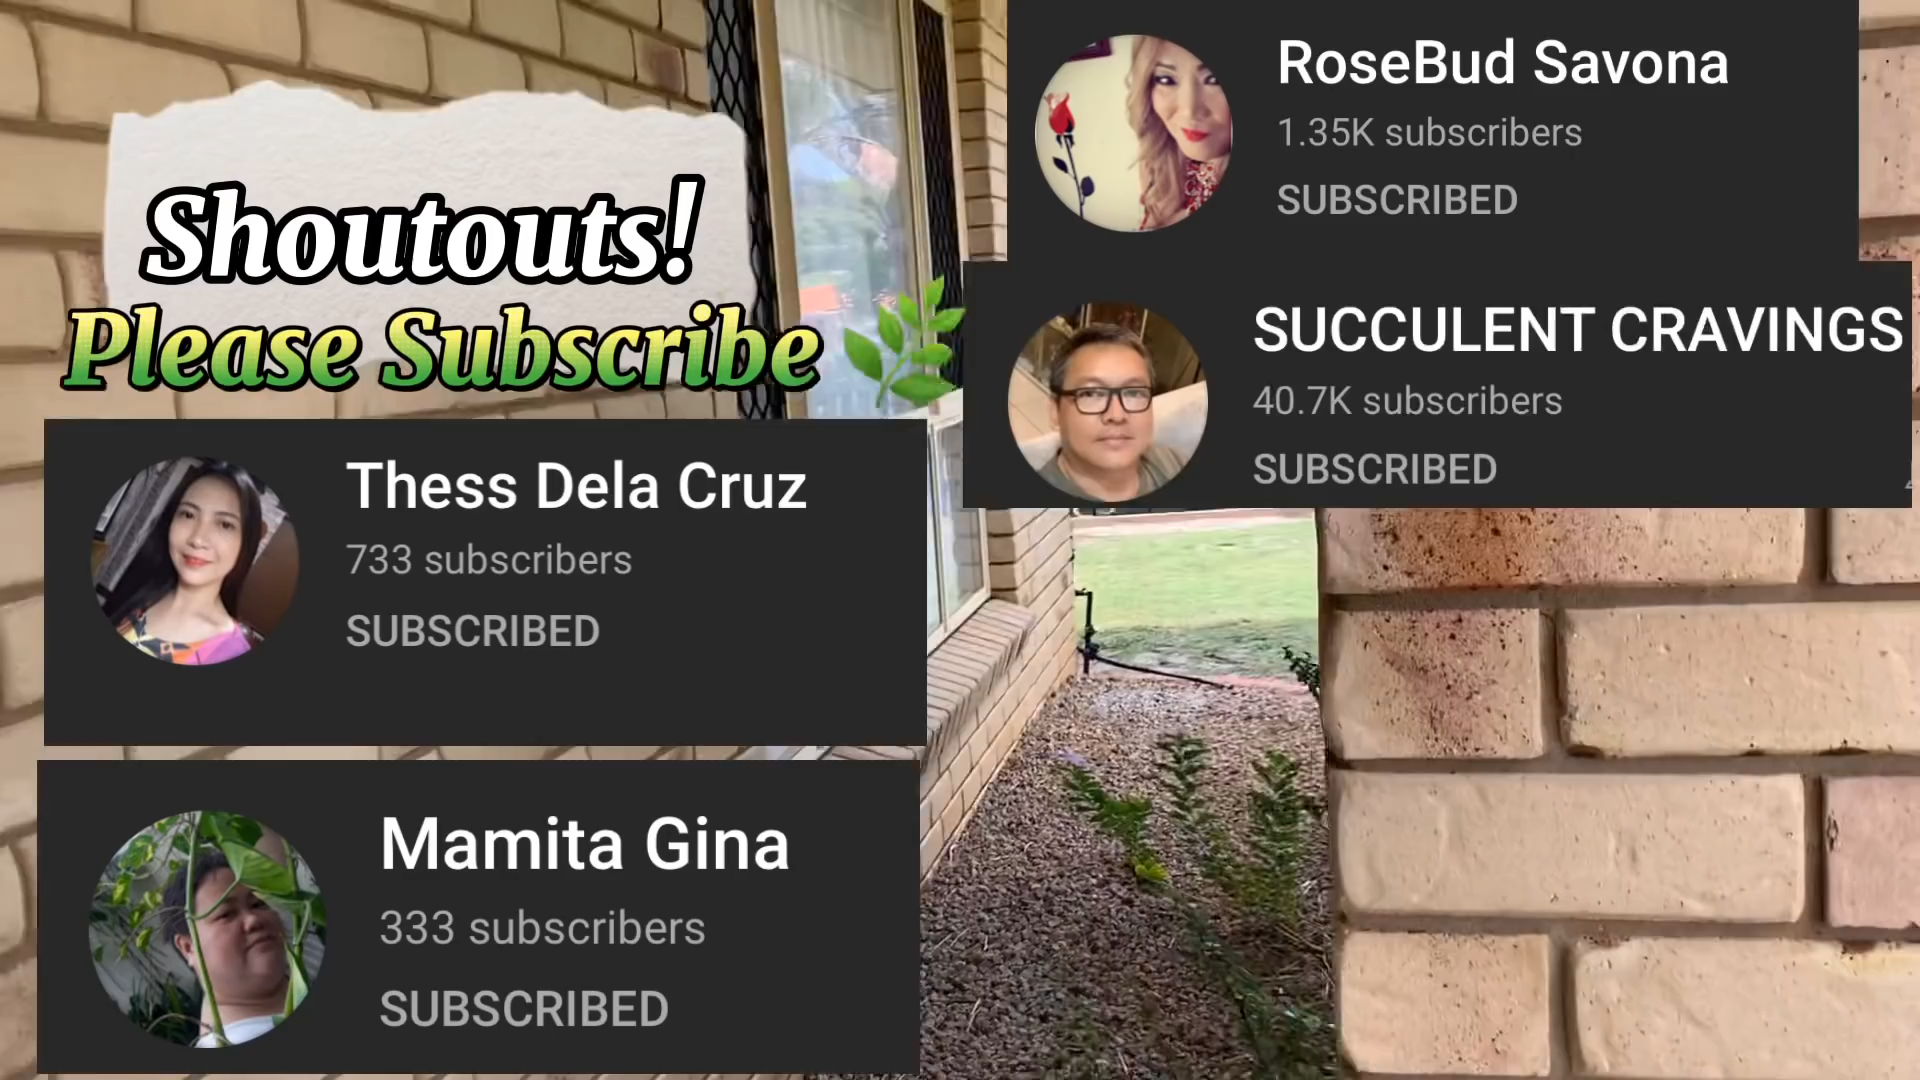 Shoutouts!
Please Subscribe
Thess Dela Cruz
733 subscribers
SUBSCRIBED
Mamita Gina
333 subscribers
SUBSCRIBED
RoseBud Savona
1.35K subscribers
SUBSCRIBED
SUCCULENT CRAVINGS
40.7K subscribers
SUBSCRIBED